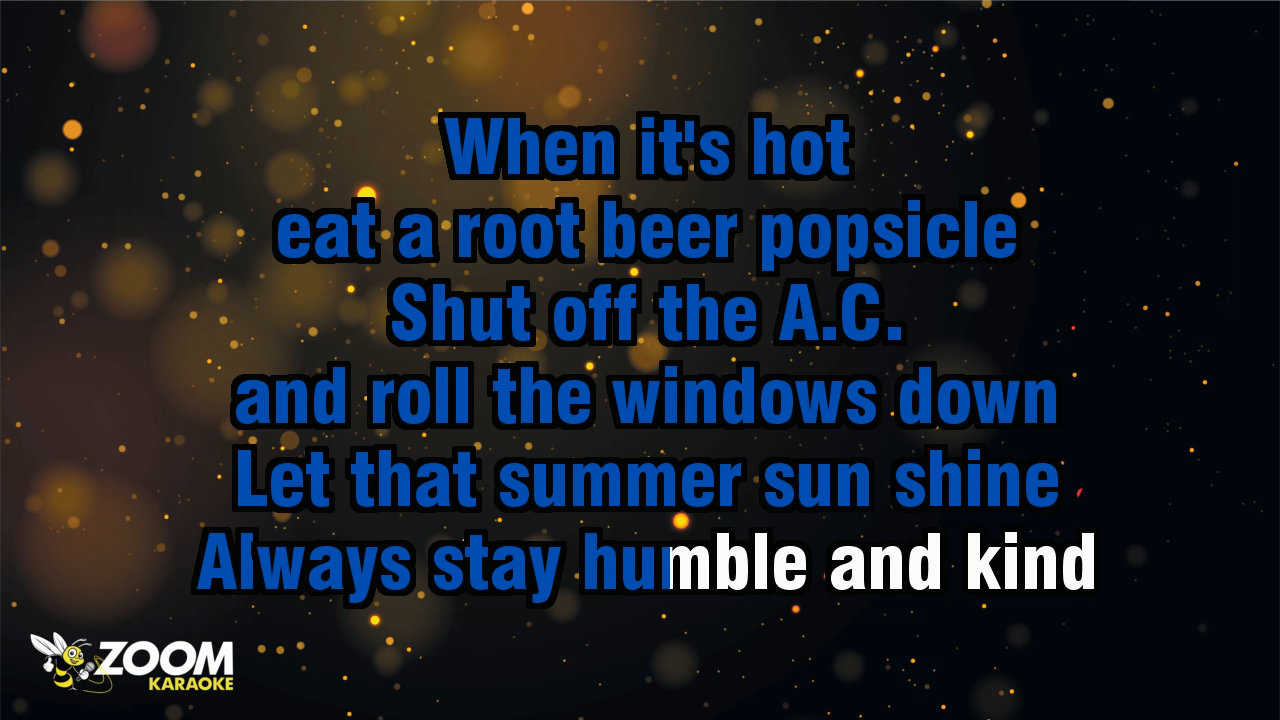 When it's hot
eat a root beer popsicle
Shut off the A.C.
and roll the windows down
Let that summer sun shine
Always stay humble and kind
ZOOM
KARAOKE